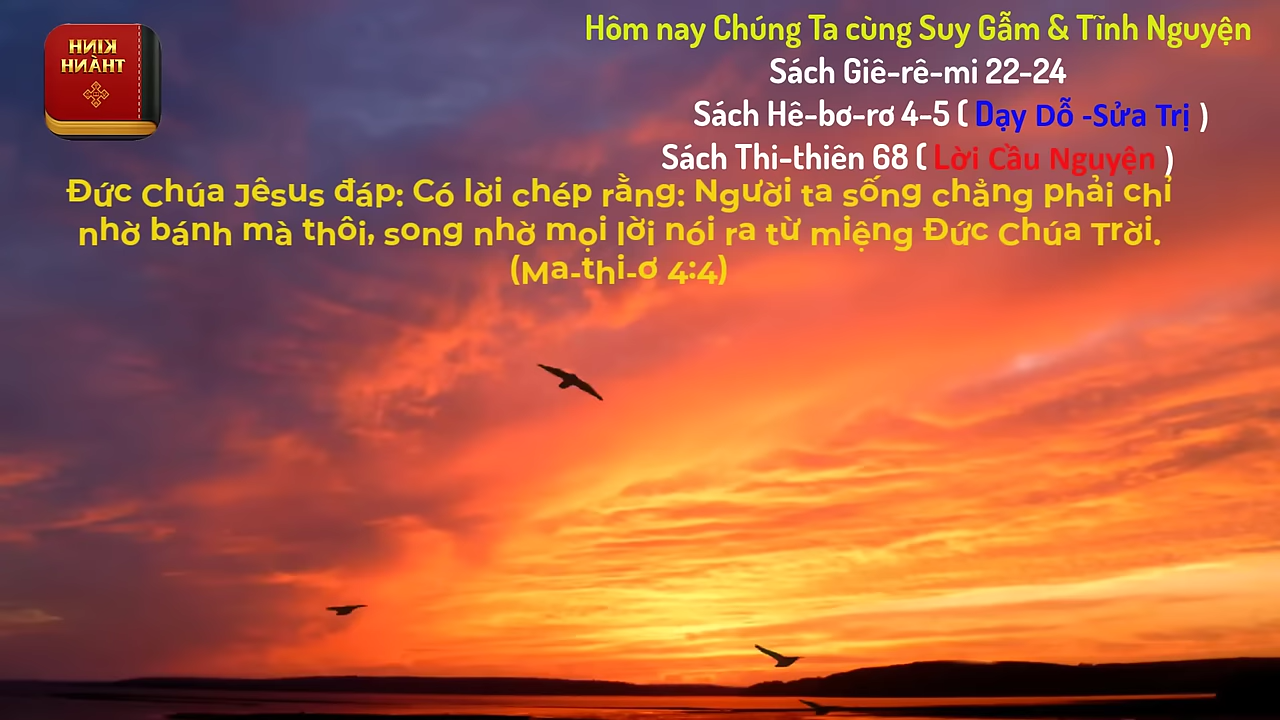 KINH
THÁNH
Hôm nay Chúng Ta cùng Suy Gẫm & Tĩnh Nguyện
Sách Giê-rê-mi 22-24
Sách Hê-bơ-rơ 4-5 ( Dạy Dỗ -Sửa Trị )
Sách Thi-thiên 68 ( Lời Cầu Nguyện )
Đức Chúa Jêsus đáp: Có lời chép rằng: Người ta sống chẳng phải chỉ
nhờ bánh mà thôi, song nhờ mọi lời nói ra từ miệng Đức Chúa Trời.
(Ma-thi-ơ 4:4)